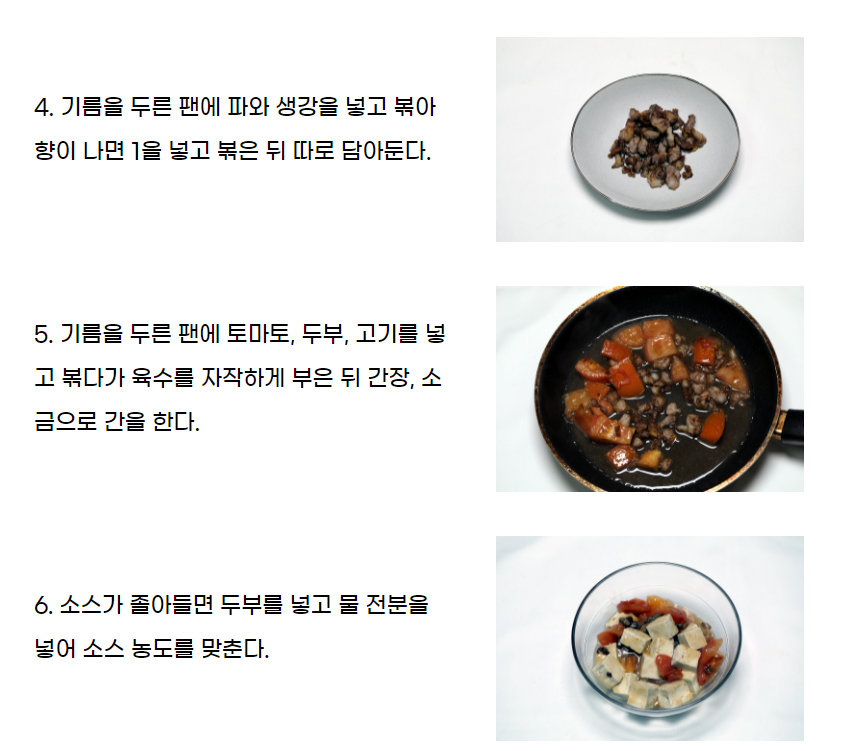 4. 기름을 두른 팬에 파와 생강을 넣고 볶아
향이 나면 1을 넣고 볶은 뒤 따로 담아둔다.
5. 기름을 두른 팬에 토마토, 두부, 고기를 넣
고 볶다가 육수를 자작하게 부은 뒤 간장, 소
금으로 간을 한다.
6. 소스가 졸아들면 두부를 넣고 물 전분을
넣어 소스 농도를 맞춘다.